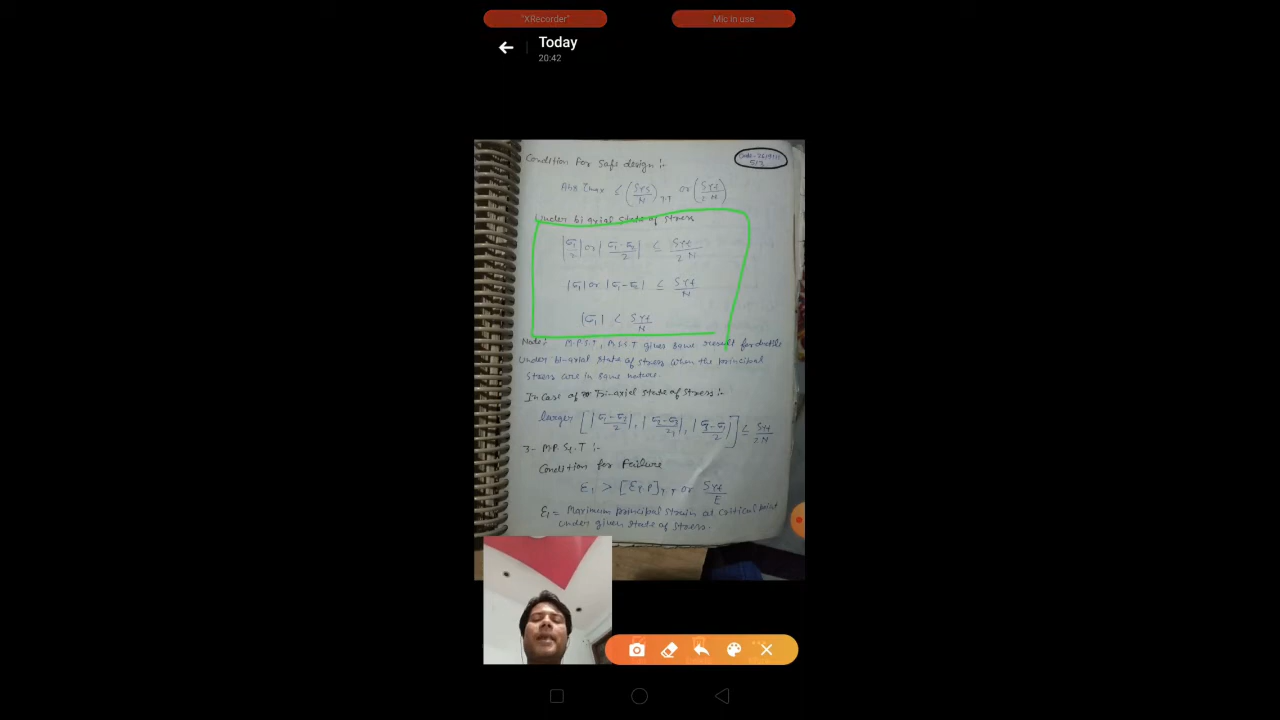 "XRecorder"
Mic in use
Today
20:42
Condition for Safe design :-
Abs τmax ≤ (Sys/N)T.T or (Syt/2N)
Under bi axial state of stress
|σ1/2| or |σ1-σ2/2| ≤ Syt/2N
|σ1| or |σ1-σ2| ≤ Syt/N
|σ1| < Syt/N
Note: M.P.S.T, M.S.S.T gives same result for ductile
Under bi-axial state of stress when the principal
stress are in same nature.
In Case of Tri-axial state of stress :-
larger [|σ1-σ2/2|, |σ2-σ3/2|, |σ3-σ1/2|] ≤ Syt/2N
3- M.P.St.T :-
Condition for Failure
ε1 > [εY.P]T.T or Syt/E
ε1 = Maximum principal strain at critical point
under given state of stress.